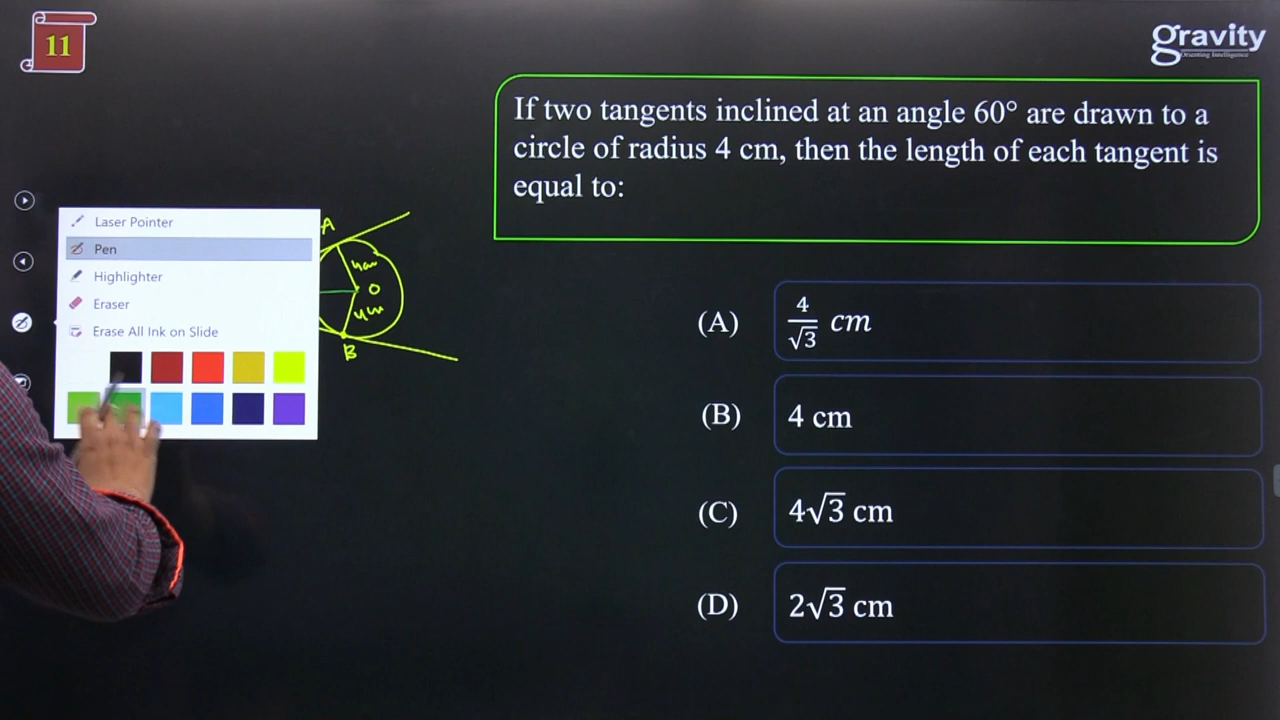 11
gravity
If two tangents inclined at an angle 60° are drawn to a
circle of radius 4 cm, then the length of each tangent is
equal to:
Laser Pointer
Pen
Highlighter
Eraser
Erase All Ink on Slide
A
4cm
O
4cm
B
(A) 4/√3 cm
(B) 4 cm
(C) 4√3 cm
(D) 2√3 cm